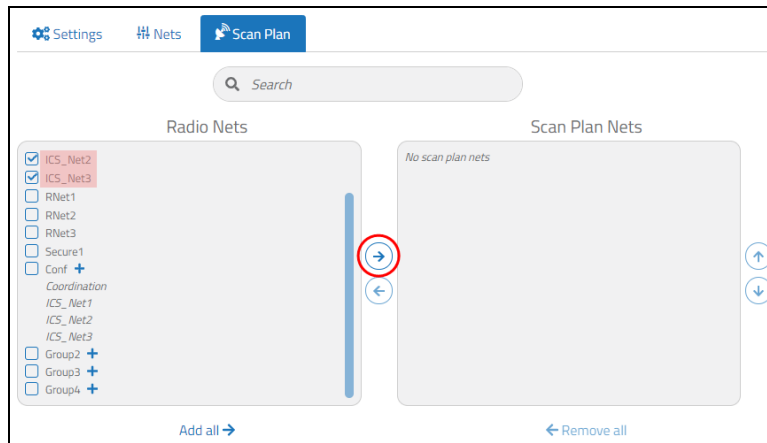 Settings
Nets
Scan Plan
Search
Radio Nets
Scan Plan Nets
ICS_Net2
ICS_Net3
RNet1
RNet2
RNet3
Secure1
Conf +
Coordination
ICS_Net1
ICS_Net2
ICS_Net3
Group2 +
Group3 +
Group4 +
No scan plan nets
Add all →
← Remove all